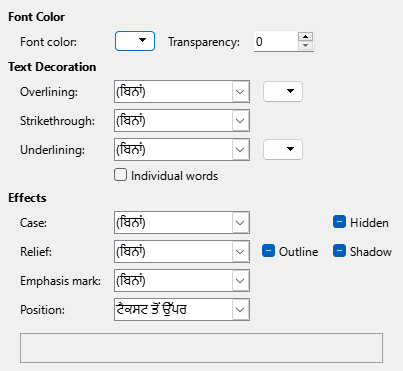 Font Color
Font color: Transparency: 0
Text Decoration
Overlining: (ਬਿਨਾਂ)
Strikethrough: (ਬਿਨਾਂ)
Underlining: (ਬਿਨਾਂ)
Individual words
Effects
Case: (ਬਿਨਾਂ) Hidden
Relief: (ਬਿਨਾਂ) Outline Shadow
Emphasis mark: (ਬਿਨਾਂ)
Position: ਟੈਕਸਟ ਤੋਂ ਉੱਪਰ